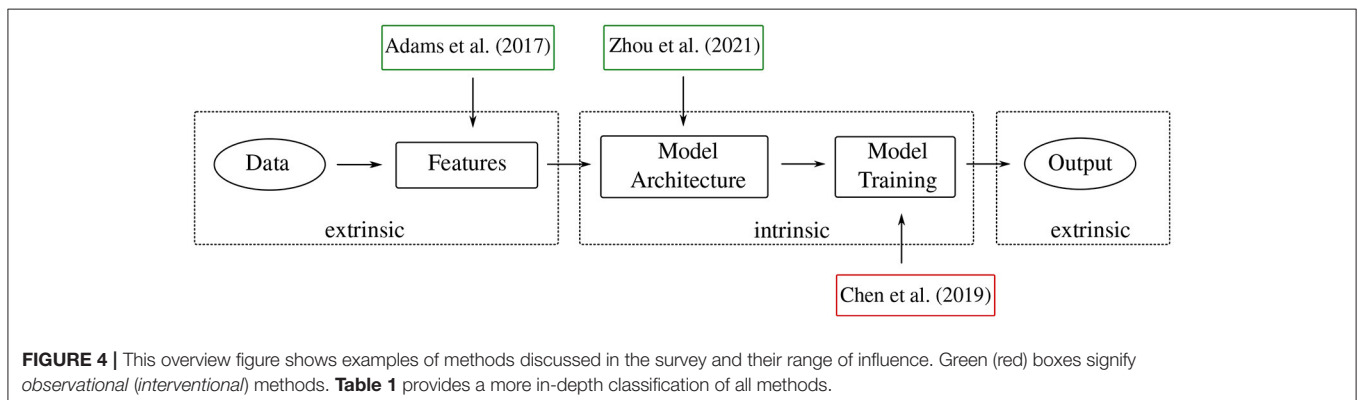 Adams et al. (2017)
Zhou et al. (2021)
Data
Features
Model
Architecture
Model
Training
Output
extrinsic
intrinsic
extrinsic
Chen et al. (2019)
FIGURE 4 | This overview figure shows examples of methods discussed in the survey and their range of influence. Green (red) boxes signify
observational (interventional) methods. Table 1 provides a more in-depth classification of all methods.